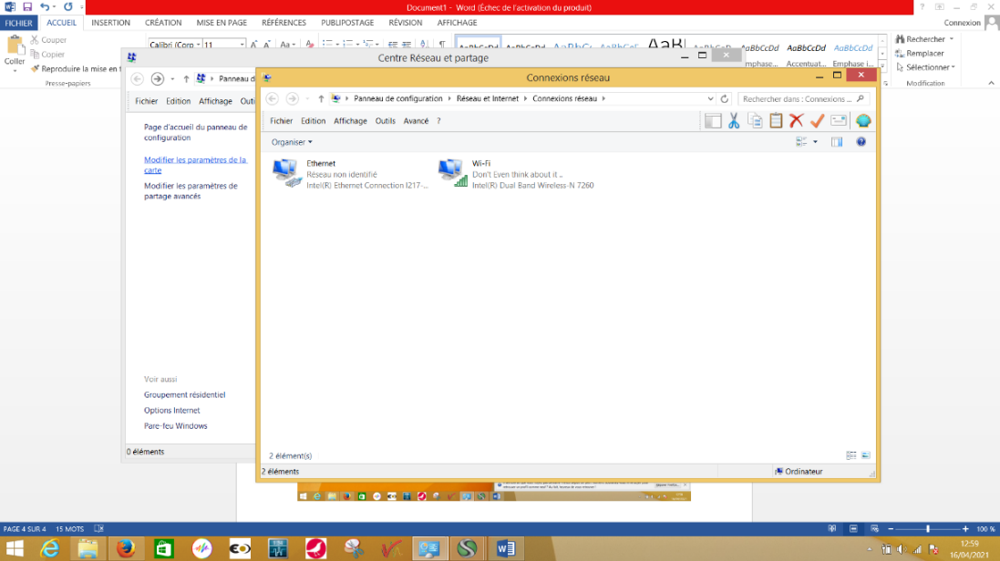 Document1 - Word (Échec de l'activation du produit)
FICHIER ACCUEIL INSERTION CRÉATION MISE EN PAGE RÉFÉRENCES PUBLIPOSTAGE RÉVISION AFFICHAGE Connexion
Coller
Couper
Copier
Reproduire la mise en
Presse-papiers
Calibri (Corp 11
AaBbCcDd AaBbCcDd AaBbCcDd
emphase... Accentuat... Emphase i...
Rechercher
Remplacer
Sélectionner
Modification
Centre Réseau et partage
Panneau d
Fichier Edition Affichage Outi
Page d'accueil du panneau de
configuration
Modifier les paramètres de la
carte
Modifier les paramètres de
partage avancés
Voir aussi
Groupement résidentiel
Options Internet
Pare-feu Windows
0 éléments
Connexions réseau
Panneau de configuration Réseau et Internet Connexions réseau
Rechercher dans : Connexions ...
Fichier Edition Affichage Outils Avancé ?
Organiser
Ethernet
Réseau non identifié
Intel(R) Ethernet Connection I217-...
Wi-Fi
Don't Even think about it ..
Intel(R) Dual Band Wireless-N 7260
2 élément(s)
2 éléments
Ordinateur
PAGE 4 SUR 4 15 MOTS 100 %
12:59
16/04/2021